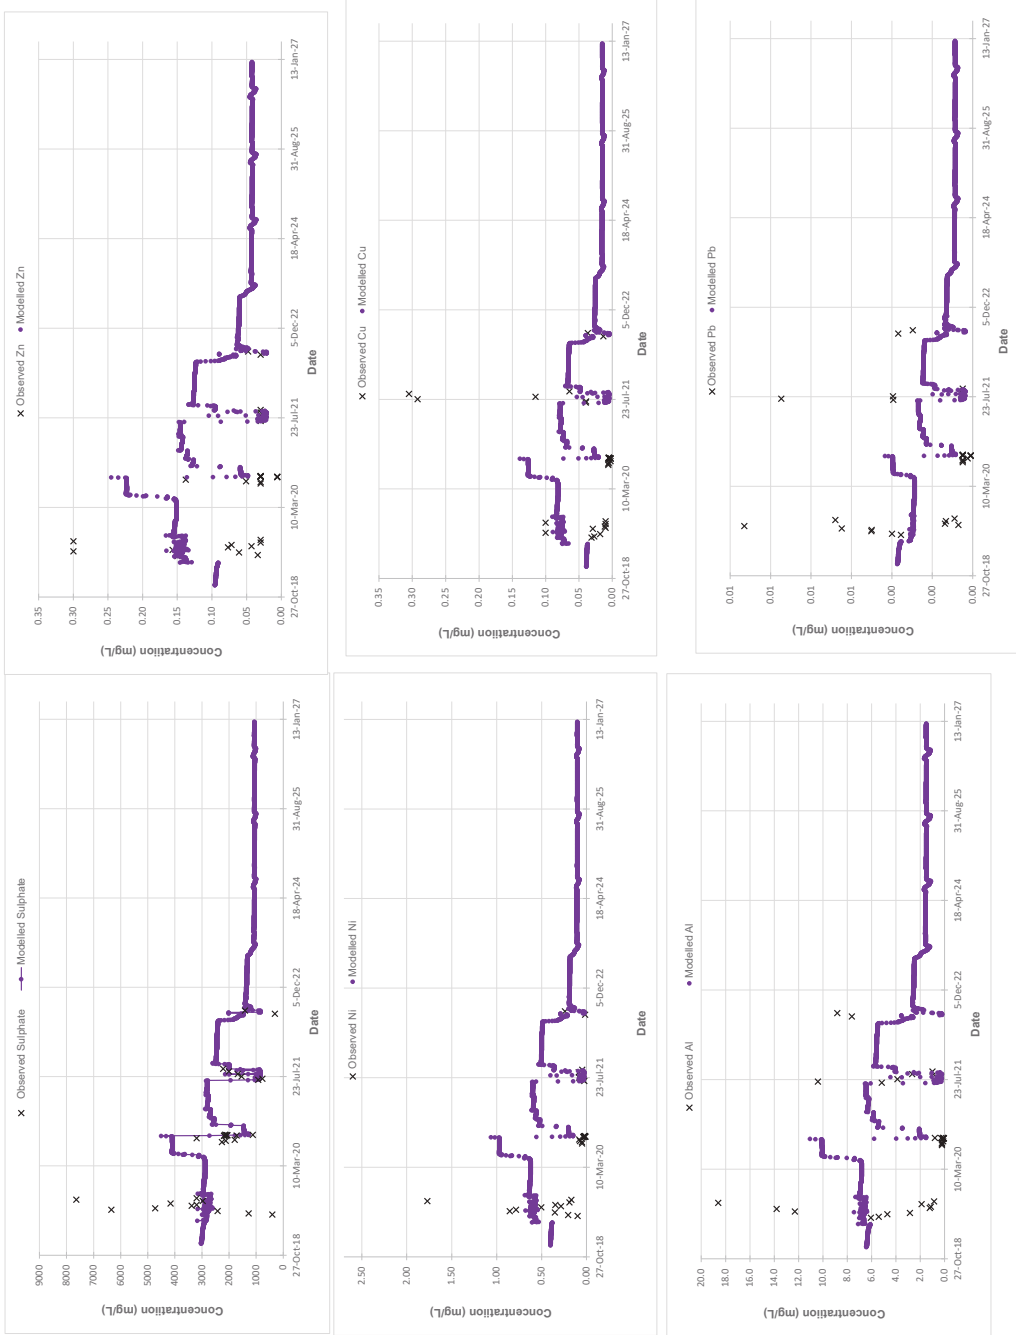 Observed Sulphate Modelled Sulphate
Concentratiion (mg/L)
9000
8000
7000
6000
5000
4000
3000
2000
1000
0
27-Oct-18 10-Mar-20 23-Jul-21 5-Dec-22 18-Apr-24 31-Aug-25 13-Jan-27
Date
Observed Zn Modelled Zn
Concentratiion (mg/L)
0.35
0.30
0.25
0.20
0.15
0.10
0.05
0.00
27-Oct-18 10-Mar-20 23-Jul-21 5-Dec-22 18-Apr-24 31-Aug-25 13-Jan-27
Date
Observed Ni Modelled Ni
Concentratiion (mg/L)
2.50
2.00
1.50
1.00
0.50
0.00
27-Oct-18 10-Mar-20 23-Jul-21 5-Dec-22 18-Apr-24 31-Aug-25 13-Jan-27
Date
Observed Cu Modelled Cu
Concentratiion (mg/L)
0.35
0.30
0.25
0.20
0.15
0.10
0.05
0.00
27-Oct-18 10-Mar-20 23-Jul-21 5-Dec-22 18-Apr-24 31-Aug-25 13-Jan-27
Date
Observed Al Modelled Al
Concentratiion (mg/L)
20.0
18.0
16.0
14.0
12.0
10.0
8.0
6.0
4.0
2.0
0.0
27-Oct-18 10-Mar-20 23-Jul-21 5-Dec-22 18-Apr-24 31-Aug-25 13-Jan-27
Date
Observed Pb Modelled Pb
Concentratiion (mg/L)
0.01
0.01
0.01
0.01
0.00
0.00
0.00
27-Oct-18 10-Mar-20 23-Jul-21 5-Dec-22 18-Apr-24 31-Aug-25 13-Jan-27
Date